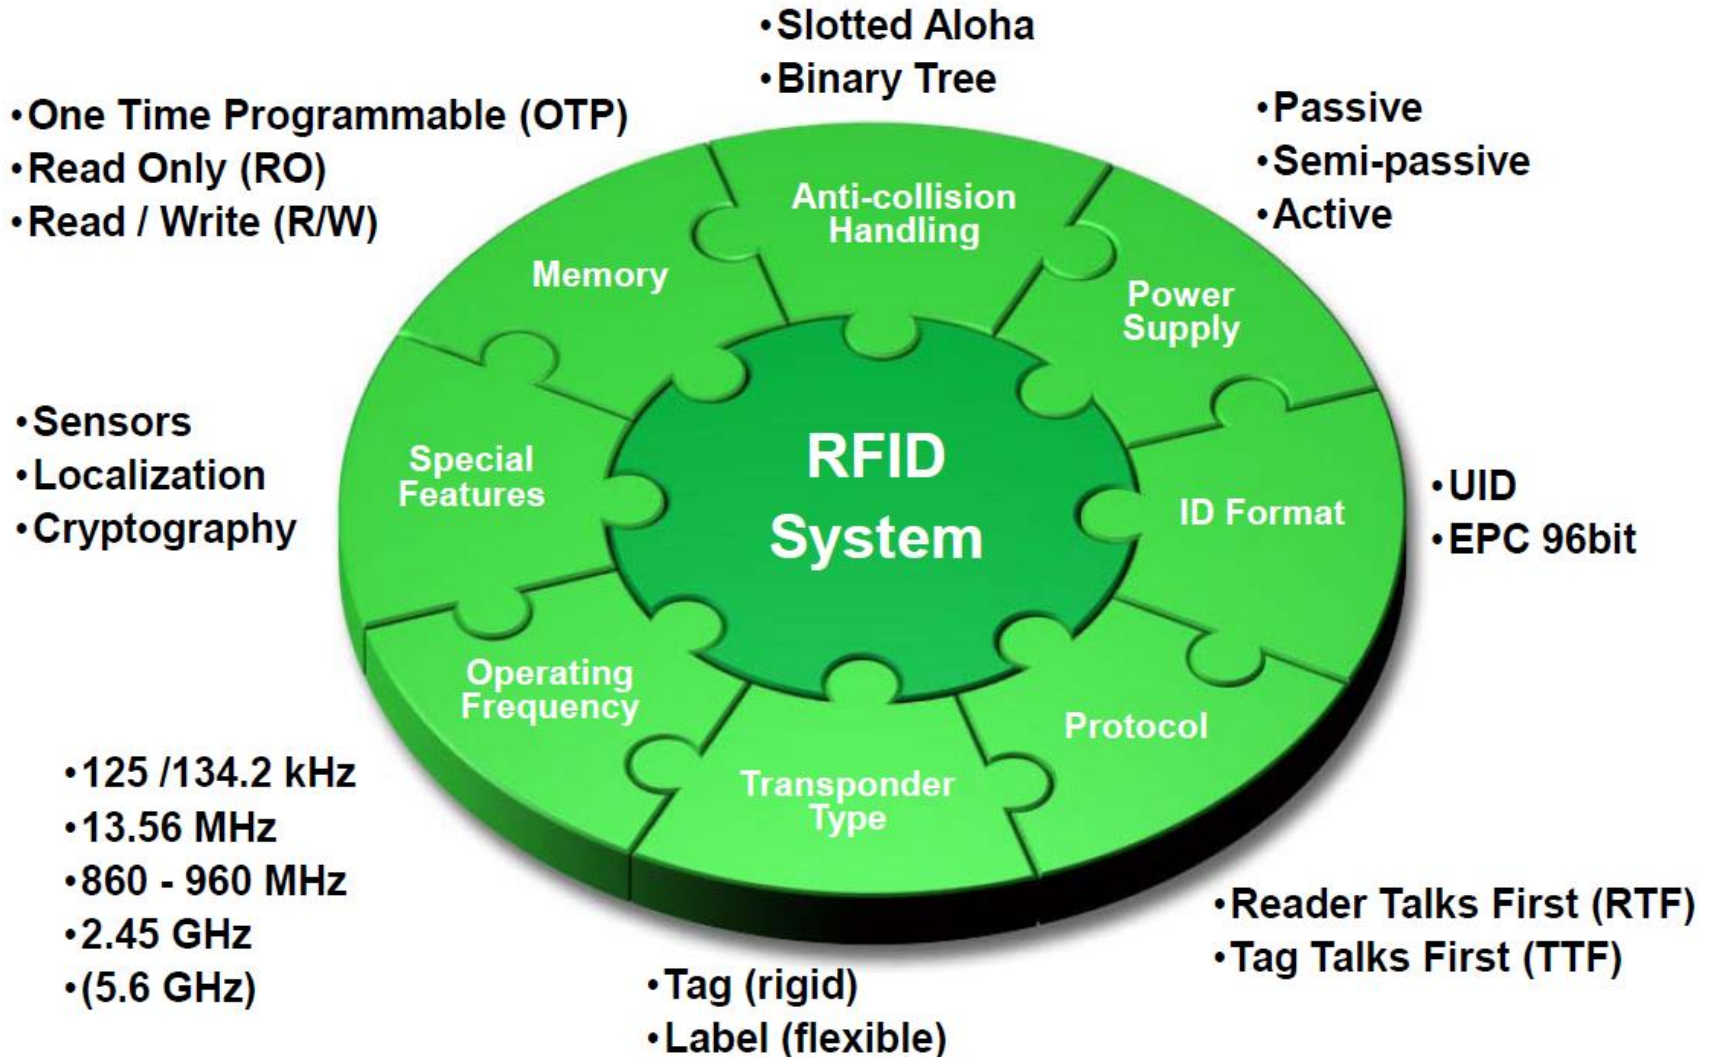 •Slotted Aloha
•Binary Tree
•One Time Programmable (OTP)
•Read Only (RO)
•Read / Write (R/W)
•Passive
•Semi-passive
•Active
Anti-collision
Handling
Memory
Power
Supply
•Sensors
•Localization
•Cryptography
Special
Features
RFID
System
ID Format
•UID
•EPC 96bit
Operating
Frequency
Protocol
Transponder
Type
•125 /134.2 kHz
•13.56 MHz
•860 - 960 MHz
•2.45 GHz
•(5.6 GHz)
•Reader Talks First (RTF)
•Tag Talks First (TTF)
•Tag (rigid)
•Label (flexible)